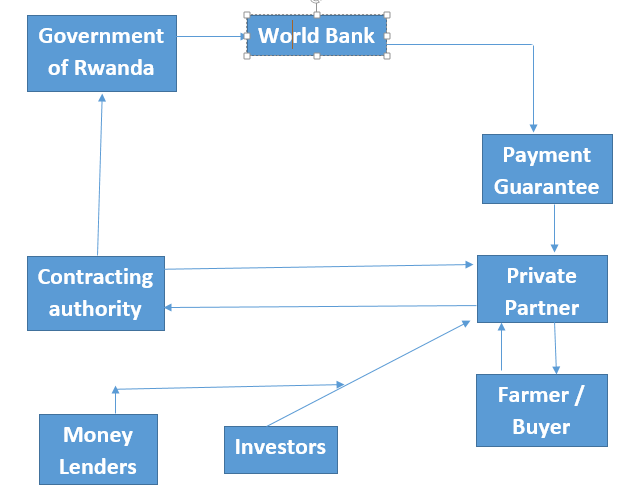 Government
of Rwanda
World Bank
Payment
Guarantee
Contracting
authority
Private
Partner
Farmer /
Buyer
Money
Lenders
Investors